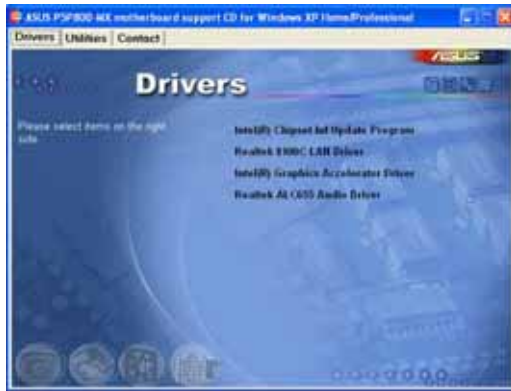 ASUS P5P800-MX motherboard support CD for Windows XP Home/Professional
Drivers Utilities Contact
ASUS
Drivers
Please select items on the right side
Intel(R) Chipset Inf Update Program
Realtek 8100C LAN Driver
Intel(R) Graphics Accelerator Driver
Realtek ALC655 Audio Driver